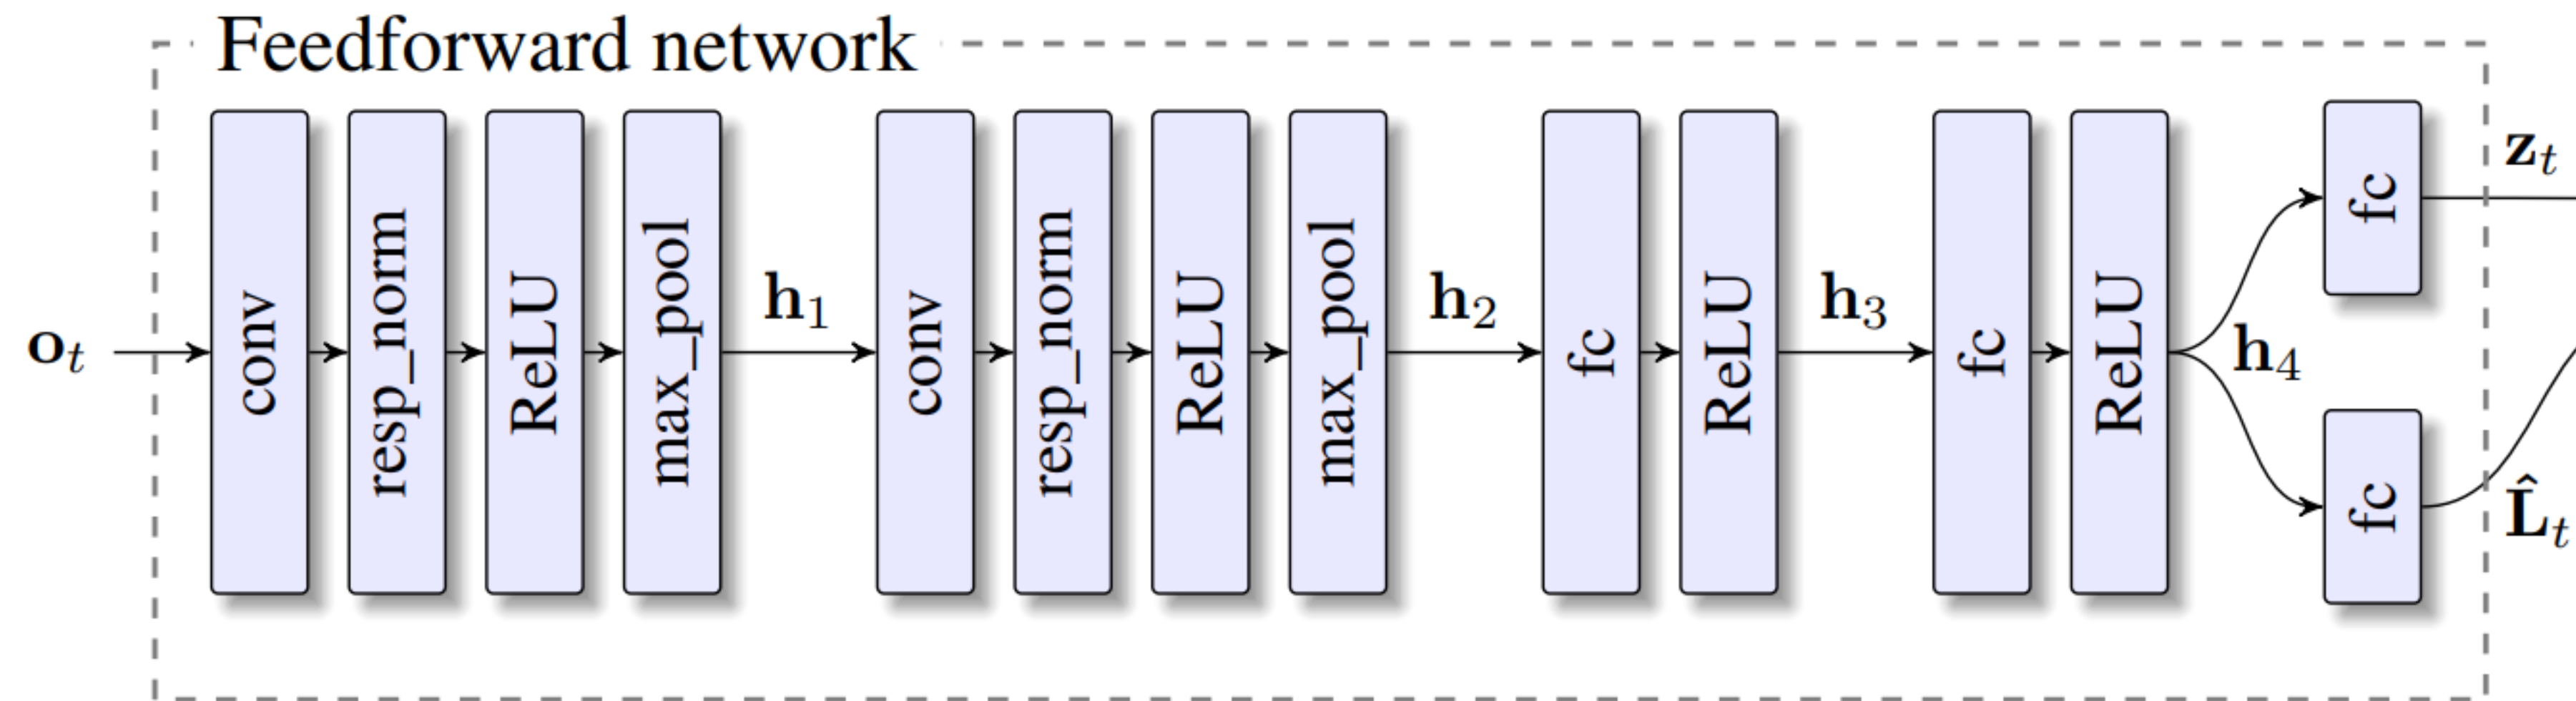 Feedforward network
o_t
conv
resp_norm
ReLU
max_pool
h_1
conv
resp_norm
ReLU
max_pool
h_2
fc
ReLU
h_3
fc
ReLU
h_4
fc
z_t
fc
L̂_t